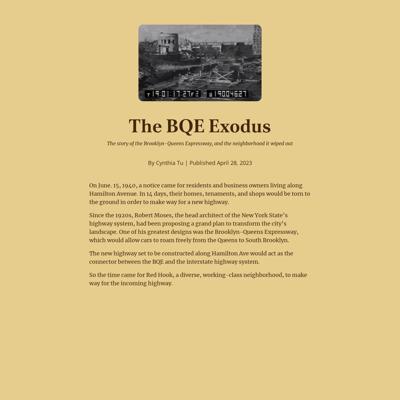 The BQE Exodus
The story of the Brooklyn-Queens Expressway, and the neighborhood it wiped out
By Cynthia Tu | Published April 28, 2023
On June. 15, 1940, a notice came for residents and business owners living along
Hamilton Avenue. In 14 days, their homes, tenaments, and shops would be torn to
the ground in order to make way for a new highway.
Since the 1920s, Robert Moses, the head architect of the New York State's
highway system, had been proposing a grand plan to transform the city's
landscape. One of his greatest designs was the Brooklyn-Queens Expressway,
which would allow cars to roam freely from the Queens to South Brooklyn.
The new highway set to be constructed along Hamilton Ave would act as the
connector between the BQE and the interstate highway system.
So the time came for Red Hook, a diverse, working-class neighborhood, to make
way for the incoming highway.